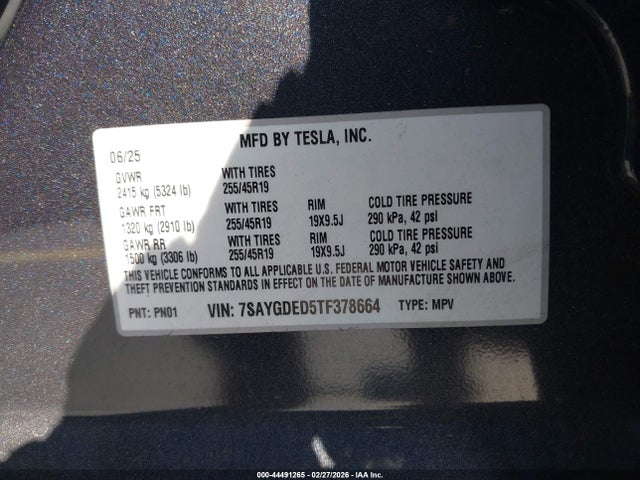 MFD BY TESLA, INC.
06/25
GVWR WITH TIRES
2415 kg (5324 lb) 255/45R19
GAWR FRT WITH TIRES RIM COLD TIRE PRESSURE
1320 kg (2910 lb) 255/45R19 19X9.5J 290 kPa, 42 psi
GAWR RR WITH TIRES RIM COLD TIRE PRESSURE
1500 kg (3306 lb) 255/45R19 19X9.5J 290 kPa, 42 psi
THIS VEHICLE CONFORMS TO ALL APPLICABLE U.S. FEDERAL MOTOR VEHICLE SAFETY AND
THEFT PREVENTION STANDARDS IN EFFECT ON THE DATE OF MANUFACTURE SHOWN ABOVE.
PNT: PN01 VIN: 7SAYGDED5TF378664 TYPE: MPV
000-44491265 - 02/27/2026 - IAA Inc.